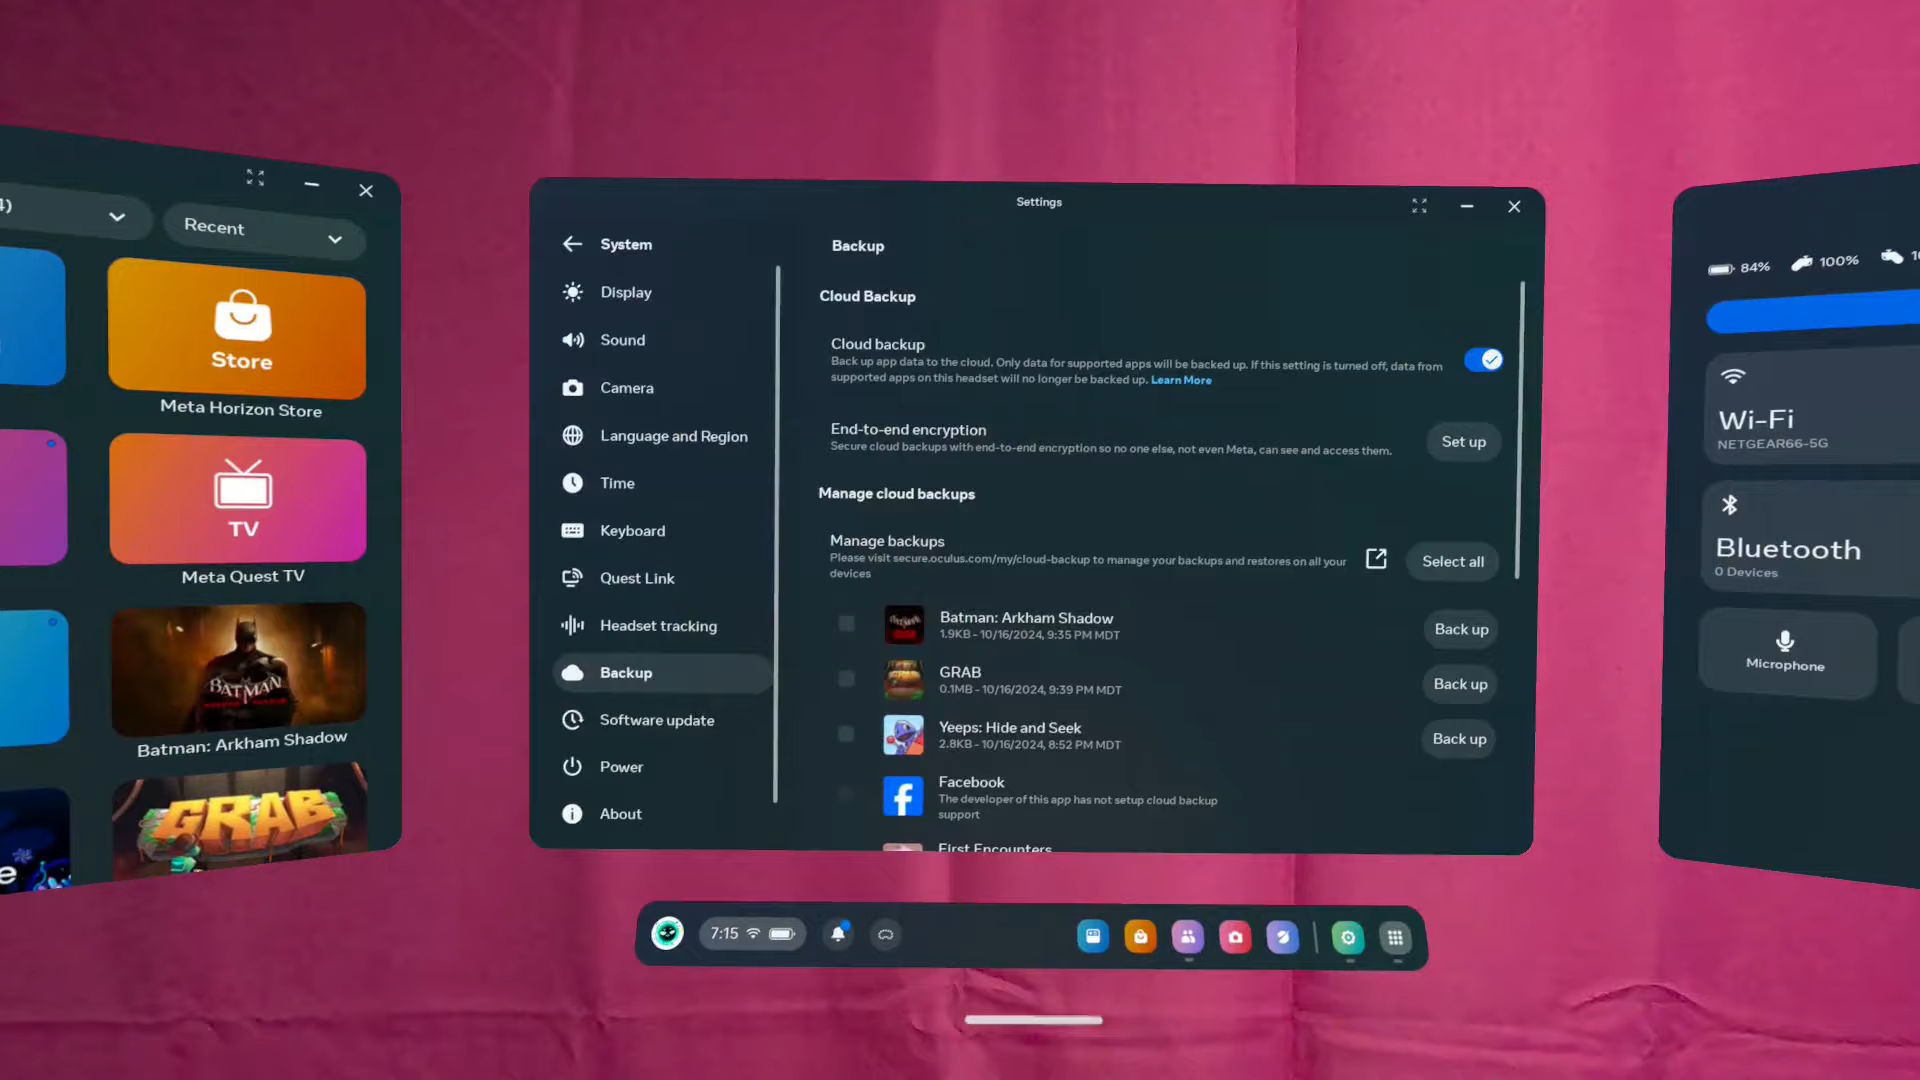 Recent
Store
Meta Horizon Store
TV
Meta Quest TV
BATMAN
Batman: Arkham Shadow
GRAB
e
Settings
System
Display
Sound
Camera
Language and Region
Time
Keyboard
Quest Link
Headset tracking
Backup
Software update
Power
About
Backup
Cloud Backup
Cloud backup
Back up app data to the cloud. Only data for supported apps will be backed up. If this setting is turned off, data from
supported apps on this headset will no longer be backed up. Learn More
End-to-end encryption
Secure cloud backups with end-to-end encryption so no one else, not even Meta, can see and access them.
Set up
Manage cloud backups
Manage backups
Please visit secure.oculus.com/my/cloud-backup to manage your backups and restores on all your
devices
Select all
Batman: Arkham Shadow
1.9KB - 10/16/2024, 9:35 PM MDT
Back up
GRAB
0.1MB - 10/16/2024, 9:39 PM MDT
Back up
Yeeps: Hide and Seek
2.8KB - 10/16/2024, 8:52 PM MDT
Back up
Facebook
The developer of this app has not setup cloud backup
support
First Encounters
84%
100%
Wi-Fi
NETGEAR66-5G
Bluetooth
0 Devices
Microphone
7:15